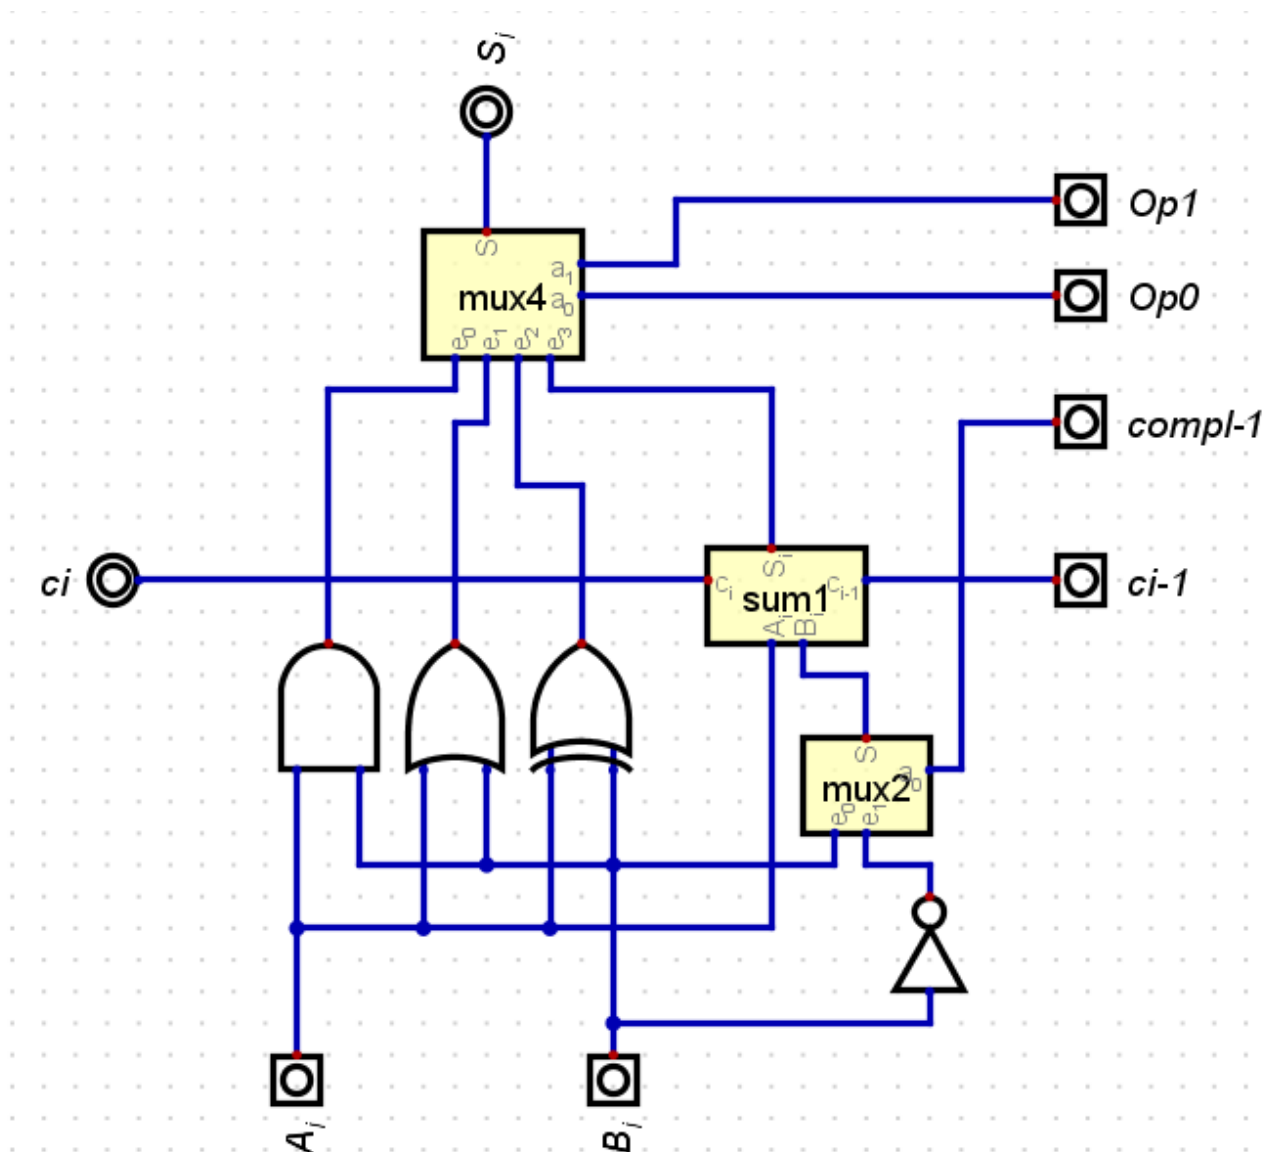 Si
Op1
S
a1
mux4
a0
Op0
e0 e1 e2 e3
compl-1
ci
Si
ci
Ci-1
sum1
ci-1
Ai Bi
S
a0
mux2
e0 e1
Ai
Bi